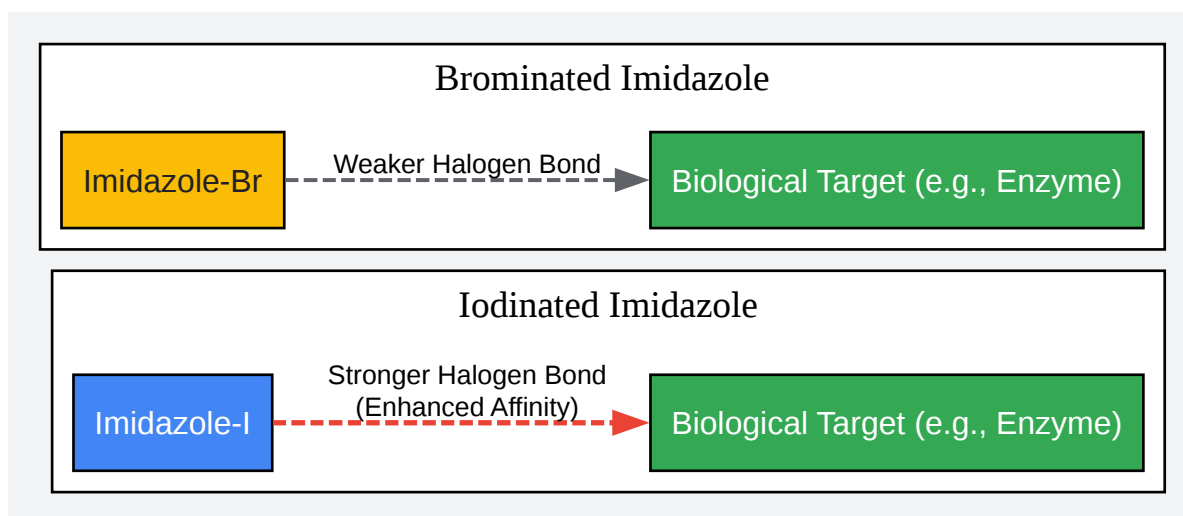 Brominated Imidazole
Imidazole-Br
Weaker Halogen Bond
Biological Target (e.g., Enzyme)
Iodinated Imidazole
Imidazole-I
Stronger Halogen Bond
(Enhanced Affinity)
Biological Target (e.g., Enzyme)